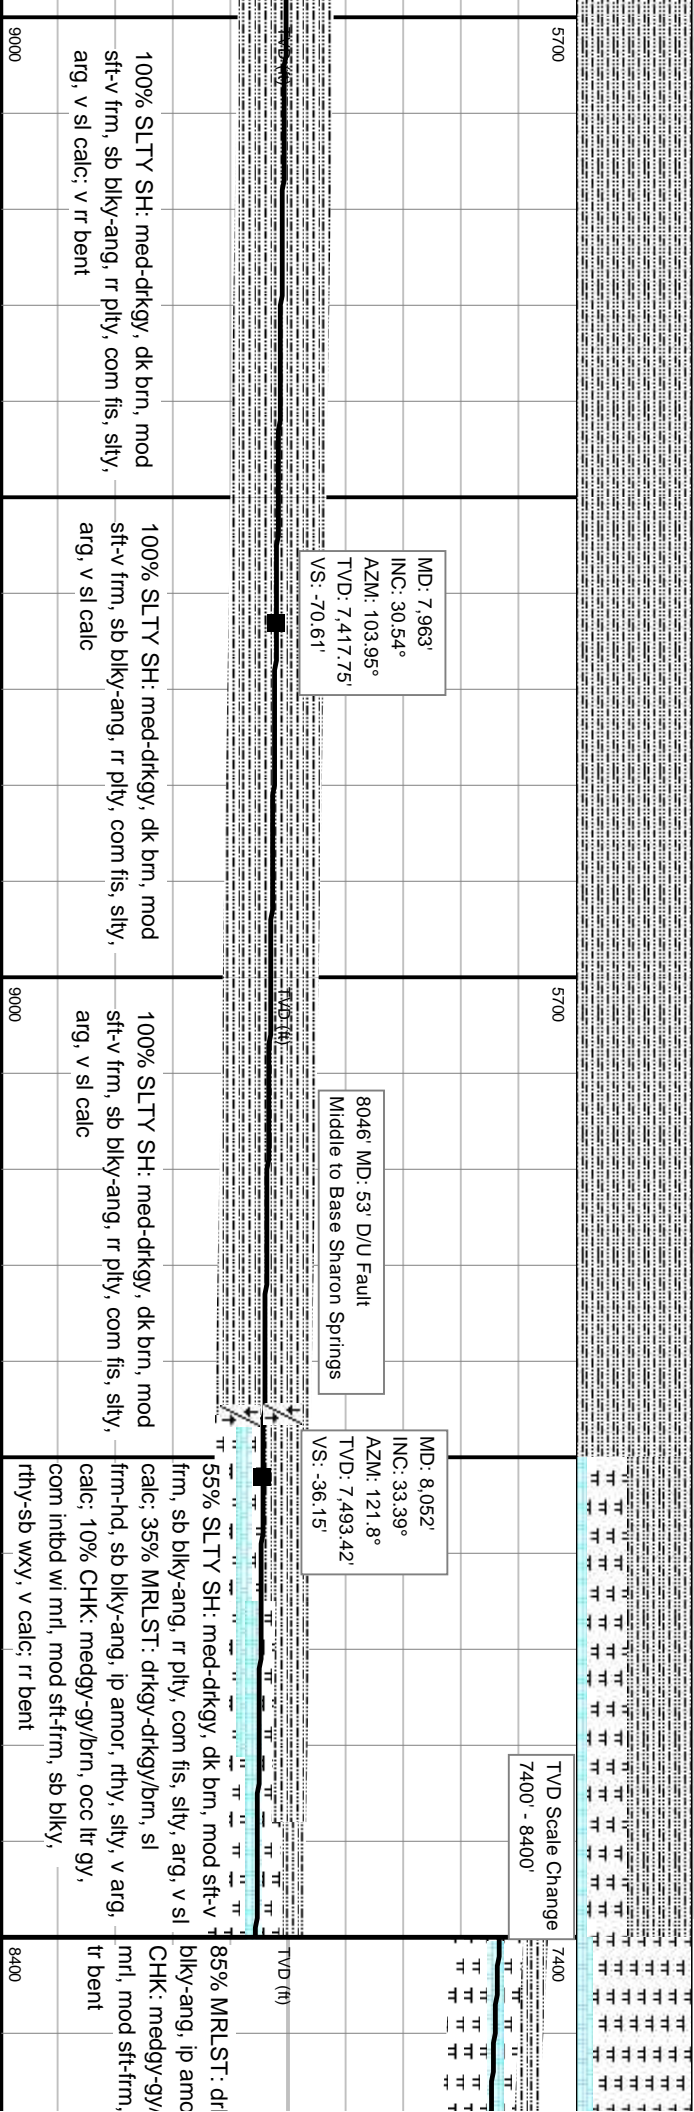 5700
TVD (ft)
9000
100% SLTY SH: med-drkgy, dk brn, mod
sft-v frm, sb blky-ang, rr plty, com fis, slty,
arg, v sl calc; v rr bent
MD: 7,963'
INC: 30.54°
AZM: 103.95°
TVD: 7,417.75'
VS: -70.61'
100% SLTY SH: med-drkgy, dk brn, mod
sft-v frm, sb blky-ang, rr plty, com fis, slty,
arg, v sl calc
5700
TVD (ft)
9000
8046' MD: 53' D/U Fault
Middle to Base Sharon Springs
100% SLTY SH: med-drkgy, dk brn, mod
sft-v frm, sb blky-ang, rr plty, com fis, slty,
arg, v sl calc
MD: 8,052'
INC: 33.39°
AZM: 121.8°
TVD: 7,493.42'
VS: -36.15'
55% SLTY SH: med-drkgy, dk brn, mod sft-v
frm, sb blky-ang, rr plty, com fis, slty, arg, v sl
calc; 35% MRLST: drkgy-drkgy/brn, sl
frm-hd, sb blky-ang, ip amor, rthy, slty, v arg,
calc; 10% CHK: medgy-gy/brn, occ ltr gy,
com intbd wi mrl, mod sft-frm, sb blky,
rthy-sb wxy, v calc; rr bent
TVD Scale Change
7400' - 8400'
7400
TVD (ft)
8400
85% MRLST: dr
blky-ang, ip amo
CHK: medgy-gy/
mrl, mod sft-frm,
tr bent